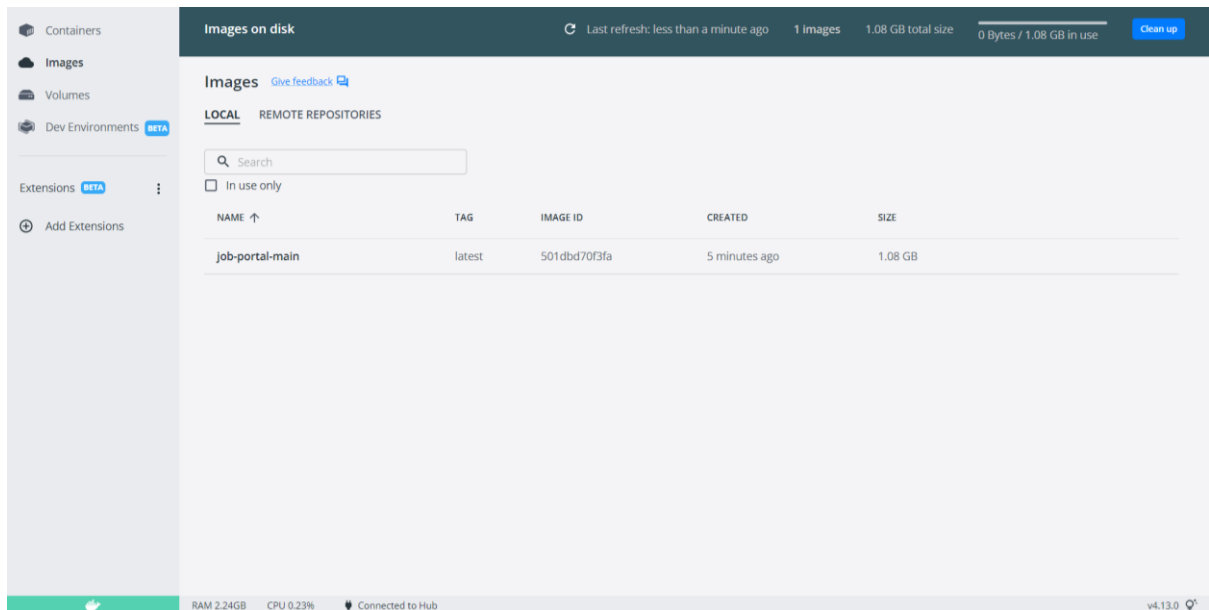 Containers
Images
Volumes
Dev Environments BETA
Extensions BETA
Add Extensions
Images on disk
Last refresh: less than a minute ago 1 images 1.08 GB total size 0 Bytes / 1.08 GB in use Clean up
Images Give feedback
LOCAL REMOTE REPOSITORIES
Search
In use only
NAME TAG IMAGE ID CREATED SIZE
job-portal-main latest 501dbd70f3fa 5 minutes ago 1.08 GB
RAM 2.24GB CPU 0.23% Connected to Hub v4.13.0